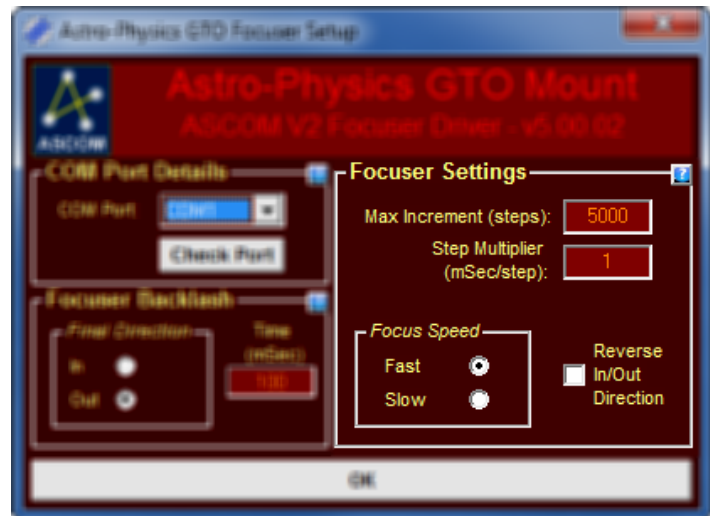 Astro-Physics GTO Focuser Setup
Astro-Physics GTO Mount
ASCOM V2 Focuser Driver - v5.00.02
ASCOM
COM Port Details
COM Port
Check Port
Focuser Settings
Max Increment (steps): 5000
Step Multiplier
(mSec/step): 1
Focuser Backlash
Final Direction
In
Out
Time
(mSec)
100
Focus Speed
Fast
Slow
Reverse
In/Out
Direction
OK